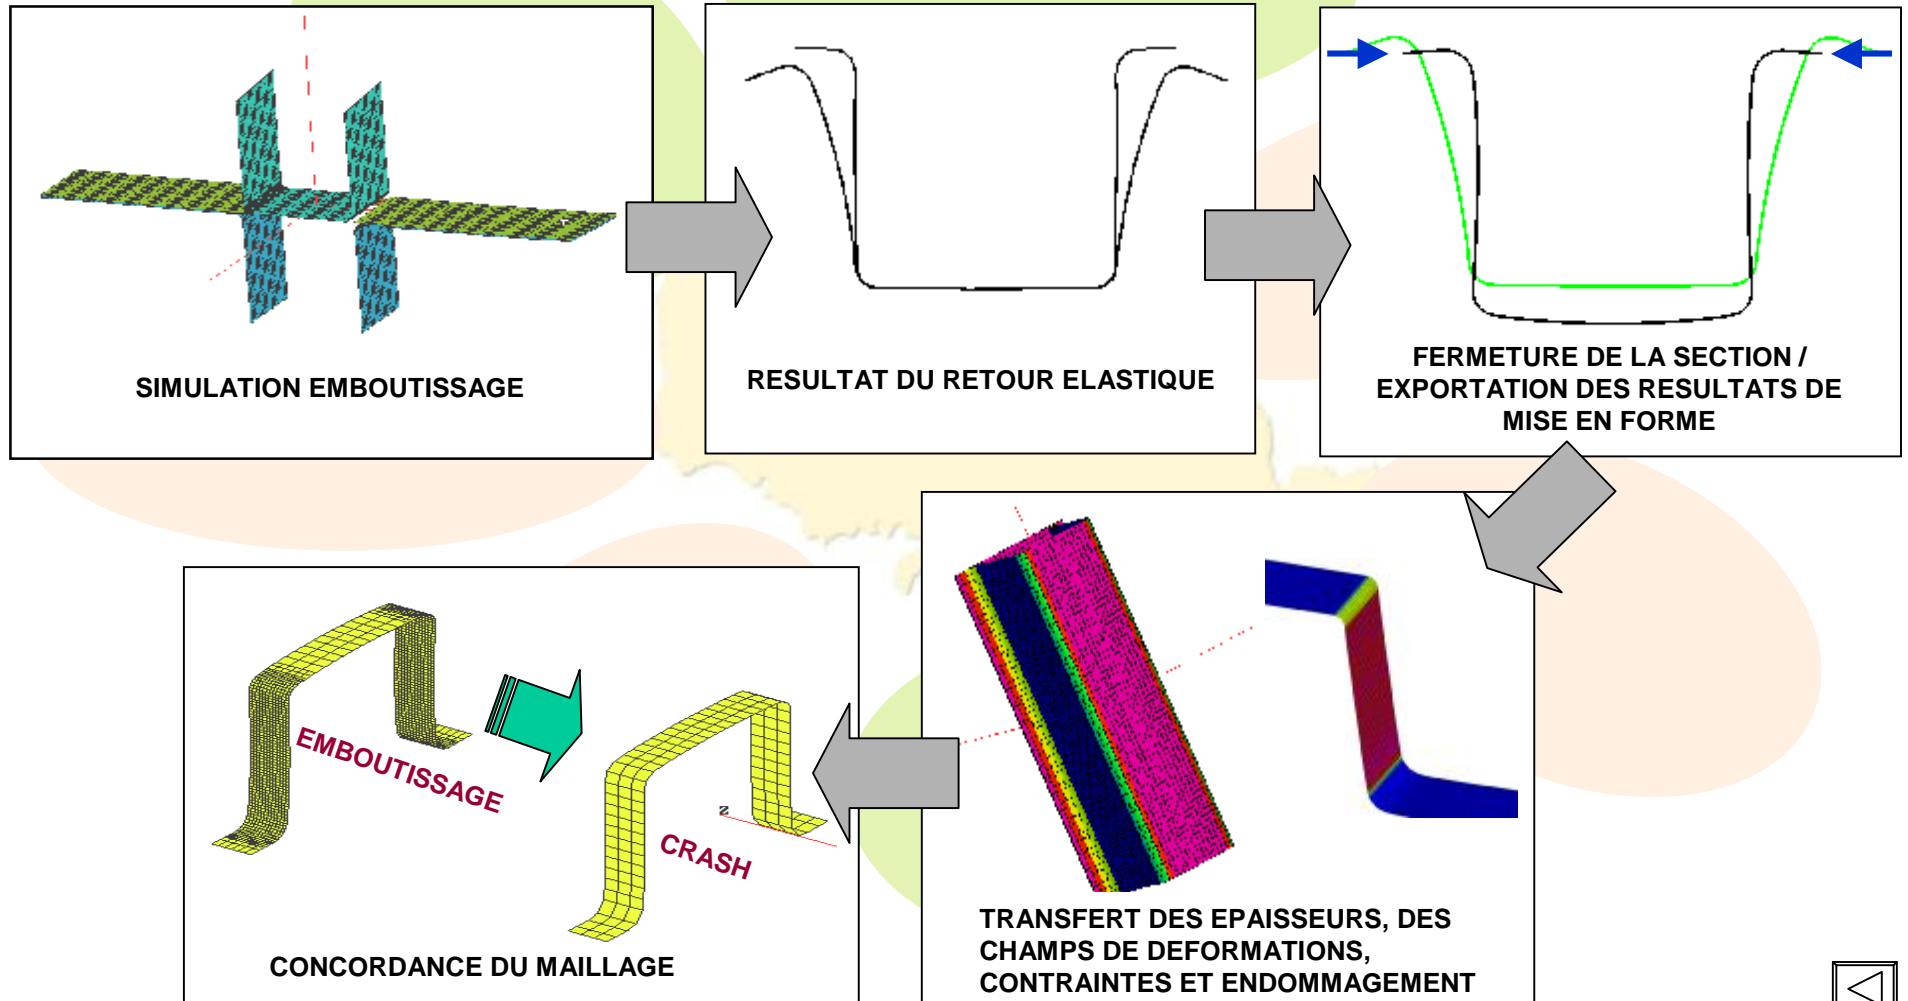 SIMULATION EMBOUTISSAGE
RESULTAT DU RETOUR ELASTIQUE
FERMETURE DE LA SECTION /
EXPORTATION DES RESULTATS DE
MISE EN FORME
EMBOUTISSAGE
CRASH
Z
CONCORDANCE DU MAILLAGE
TRANSFERT DES EPAISSEURS, DES
CHAMPS DE DEFORMATIONS,
CONTRAINTES ET ENDOMMAGEMENT